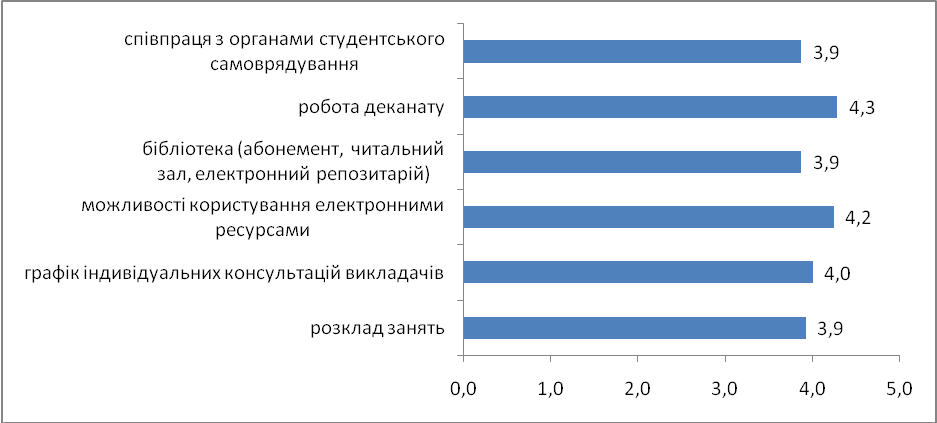 співпраця з органами студентського
самоврядування
3,9
робота деканату
4,3
бібліотека (абонемент, читальний
зал, електронний репозитарій)
3,9
можливості користування електронними
ресурсами
4,2
графік індивідуальних консультацій викладачів
4,0
розклад занять
3,9
0,0 1,0 2,0 3,0 4,0 5,0